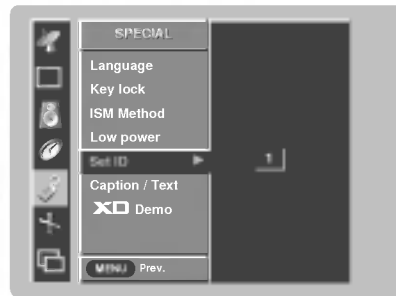 SPECIAL
Language
Key lock
ISM Method
Low power
Set ID
1
Caption / Text
XD Demo
MENU Prev.